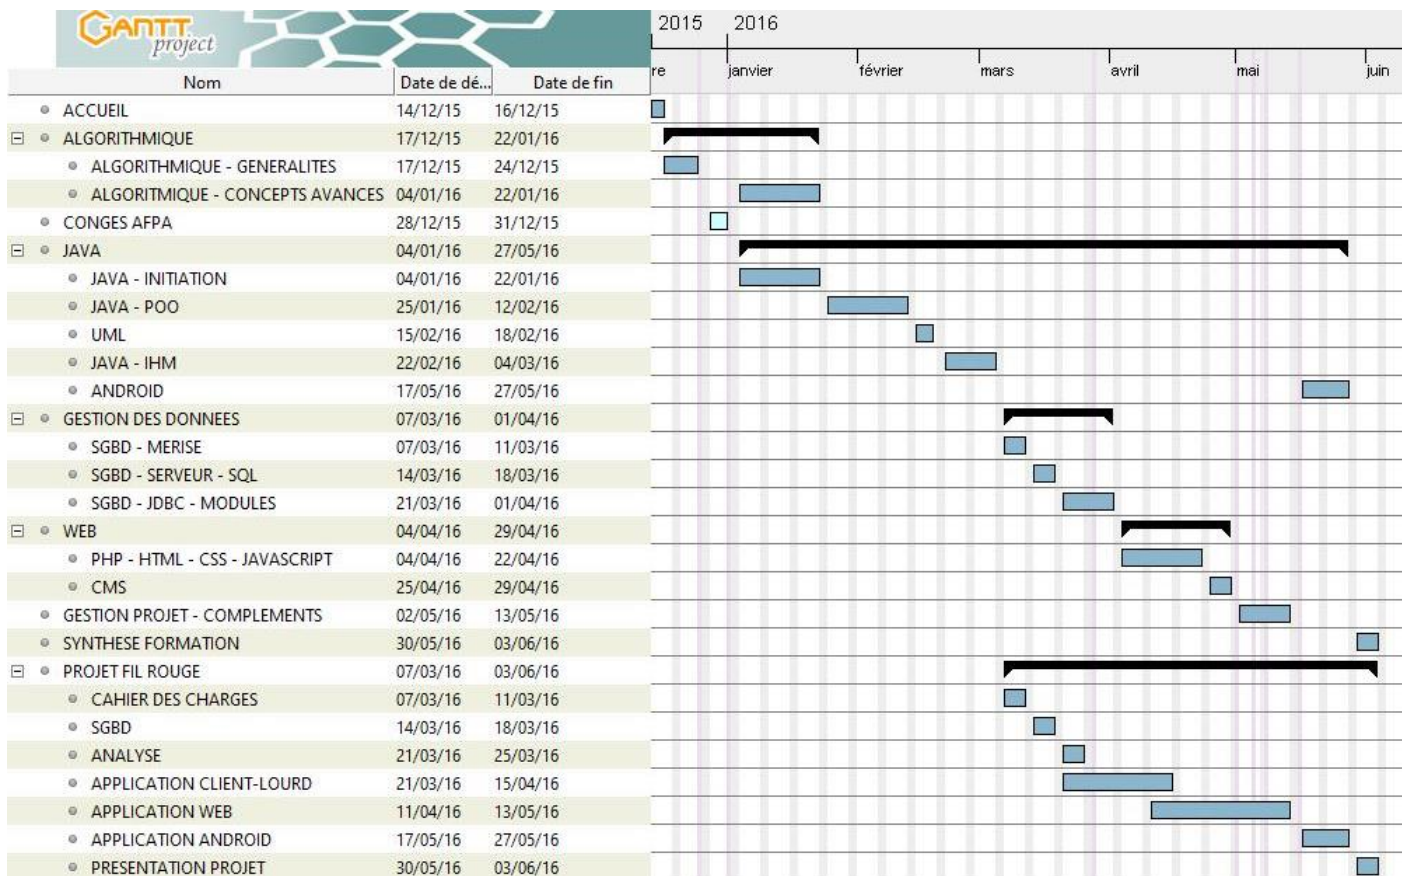 GANTT
project
2015 2016
re janvier février mars avril mai juin
Nom Date de dé... Date de fin
ACCUEIL 14/12/15 16/12/15
ALGORITHMIQUE 17/12/15 22/01/16
ALGORITHMIQUE - GENERALITES 17/12/15 24/12/15
ALGORITMIQUE - CONCEPTS AVANCES 04/01/16 22/01/16
CONGES AFPA 28/12/15 31/12/15
JAVA 04/01/16 27/05/16
JAVA - INITIATION 04/01/16 22/01/16
JAVA - POO 25/01/16 12/02/16
UML 15/02/16 18/02/16
JAVA - IHM 22/02/16 04/03/16
ANDROID 17/05/16 27/05/16
GESTION DES DONNEES 07/03/16 01/04/16
SGBD - MERISE 07/03/16 11/03/16
SGBD - SERVEUR - SQL 14/03/16 18/03/16
SGBD - JDBC - MODULES 21/03/16 01/04/16
WEB 04/04/16 29/04/16
PHP - HTML - CSS - JAVASCRIPT 04/04/16 22/04/16
CMS 25/04/16 29/04/16
GESTION PROJET - COMPLEMENTS 02/05/16 13/05/16
SYNTHESE FORMATION 30/05/16 03/06/16
PROJET FIL ROUGE 07/03/16 03/06/16
CAHIER DES CHARGES 07/03/16 11/03/16
SGBD 14/03/16 18/03/16
ANALYSE 21/03/16 25/03/16
APPLICATION CLIENT-LOURD 21/03/16 15/04/16
APPLICATION WEB 11/04/16 13/05/16
APPLICATION ANDROID 17/05/16 27/05/16
PRESENTATION PROJET 30/05/16 03/06/16